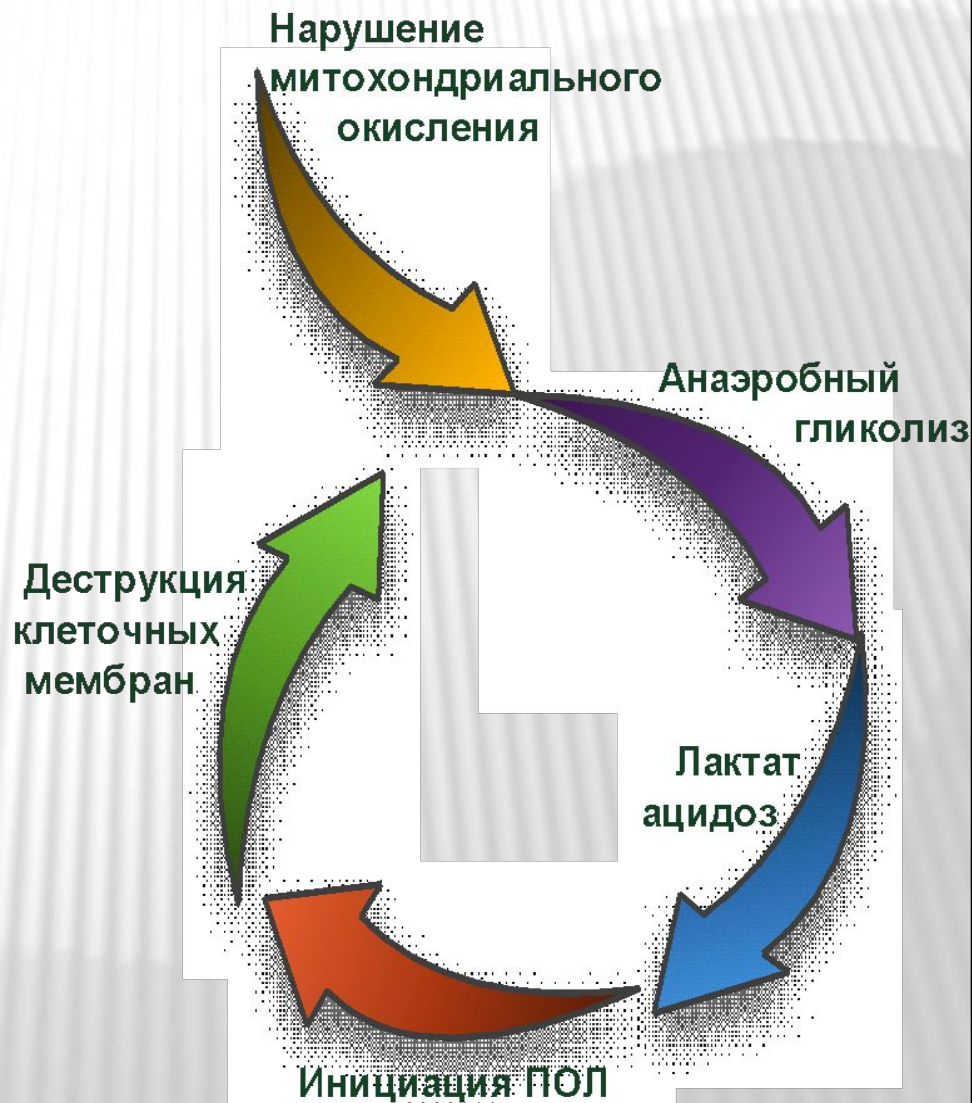 Нарушение
митохондриального
окисления
Анаэробный
гликолиз
Лактат
ацидоз
Инициация ПОЛ
Деструкция
клеточных
мембран